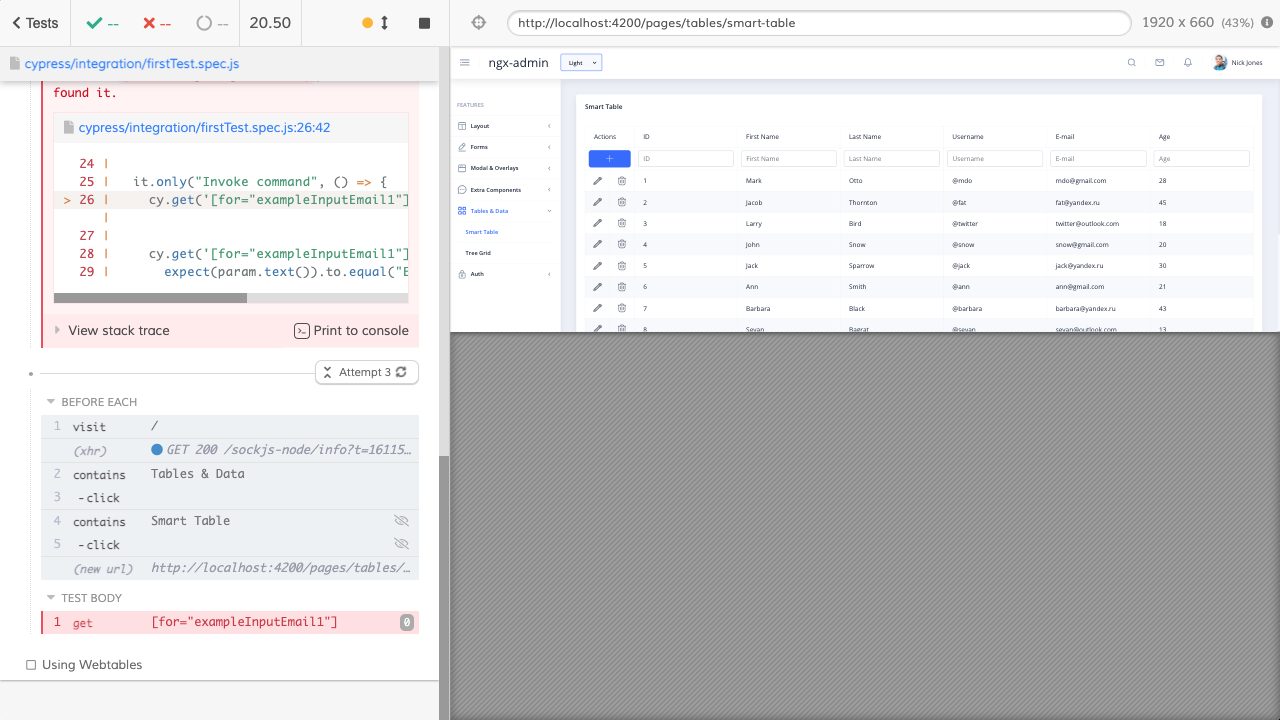 Tests
--
--
--
20.50
cypress/integration/firstTest.spec.js
found it.
cypress/integration/firstTest.spec.js:26:42
24 |
25 | it.only("Invoke command", () => {
> 26 | cy.get('[for="exampleInputEmail1"]
|
27 |
28 | cy.get('[for="exampleInputEmail1"]
29 | expect(param.text()).to.equal("E
View stack trace
Print to console
Attempt 3
BEFORE EACH
1 visit /
(xhr) GET 200 /sockjs-node/info?t=16115…
2 contains Tables & Data
3 -click
4 contains Smart Table
5 -click
(new url) http://localhost:4200/pages/tables/…
TEST BODY
1 get [for="exampleInputEmail1"] 0
Using Webtables
http://localhost:4200/pages/tables/smart-table
1920 x 660 (43%)
ngx-admin
Light
Nick Jones
FEATURES
Layout
Forms
Modal & Overlays
Extra Components
Tables & Data
Smart Table
Tree Grid
Auth
Smart Table
Actions ID First Name Last Name Username E-mail Age
+ ID First Name Last Name Username E-mail Age
1 Mark Otto @mdo mdo@gmail.com 28
2 Jacob Thornton @fat fat@yandex.ru 45
3 Larry Bird @twitter twitter@outlook.com 18
4 John Snow @snow snow@gmail.com 20
5 Jack Sparrow @jack jack@yandex.ru 30
6 Ann Smith @ann ann@gmail.com 21
7 Barbara Black @barbara barbara@yandex.ru 43
8 Sevan Bagrat @sevan sevan@outlook.com 13